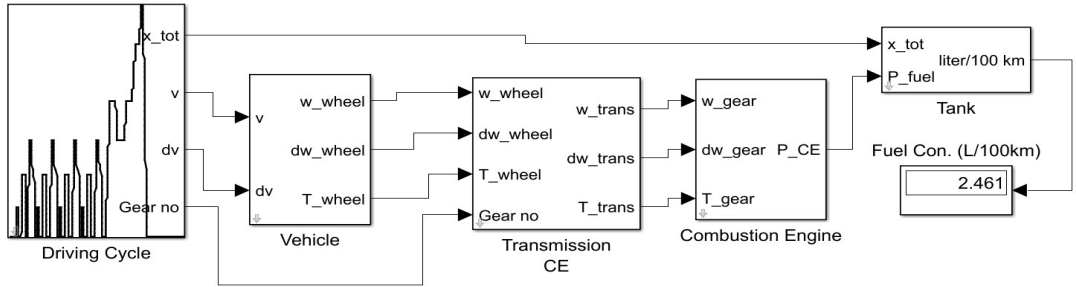 x_tot
v
dv
Gear no
Driving Cycle
v
dv
w_wheel
dw_wheel
T_wheel
Vehicle
w_wheel
dw_wheel
T_wheel
Gear no
w_trans
dw_trans
T_trans
Transmission
CE
w_gear
dw_gear
T_gear
P_CE
Combustion Engine
x_tot
P_fuel
liter/100 km
Tank
Fuel Con. (L/100km)
2.461